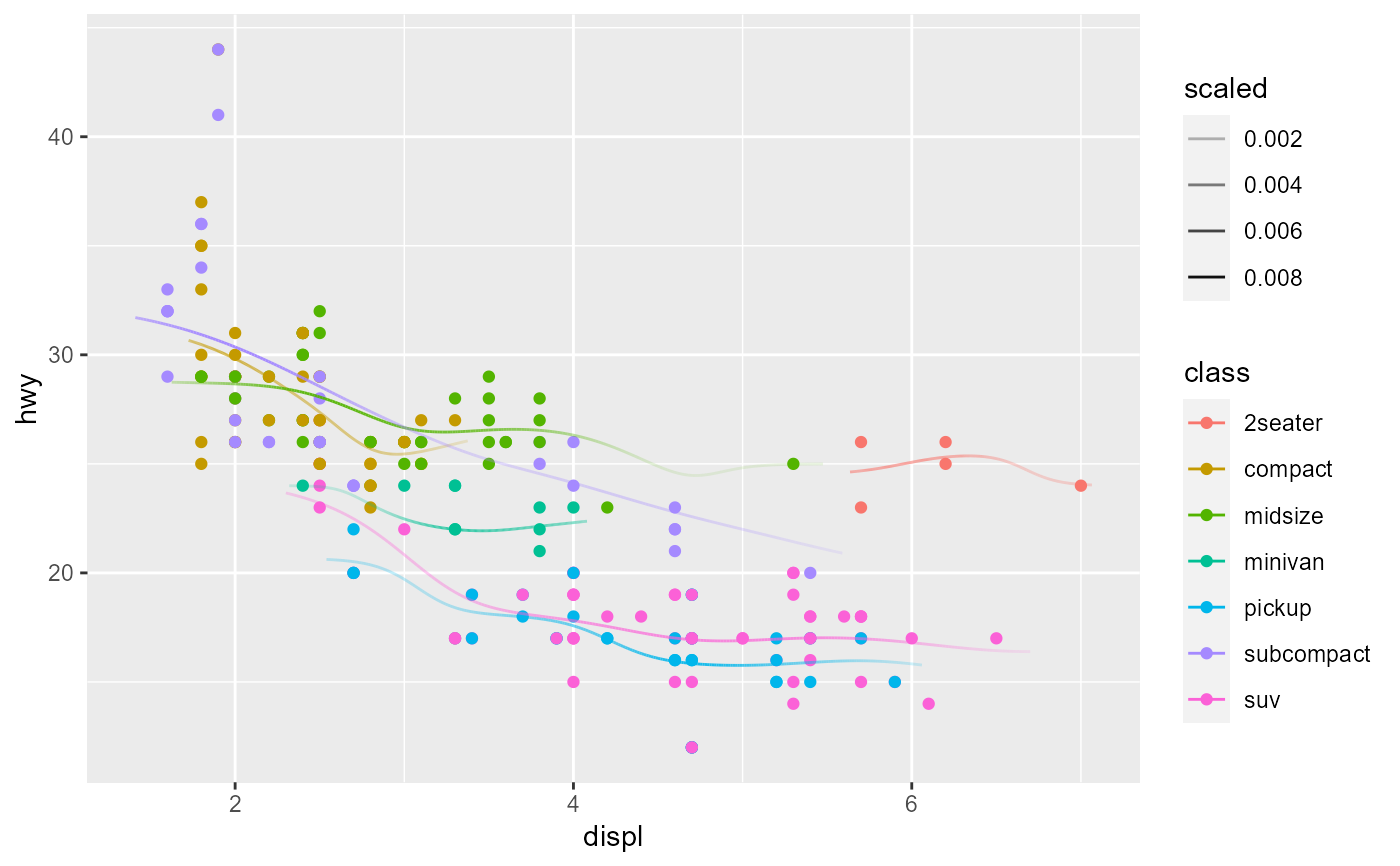 40
30
20
hwy
2
4
6
displ
scaled
0.002
0.004
0.006
0.008
class
2seater
compact
midsize
minivan
pickup
subcompact
suv